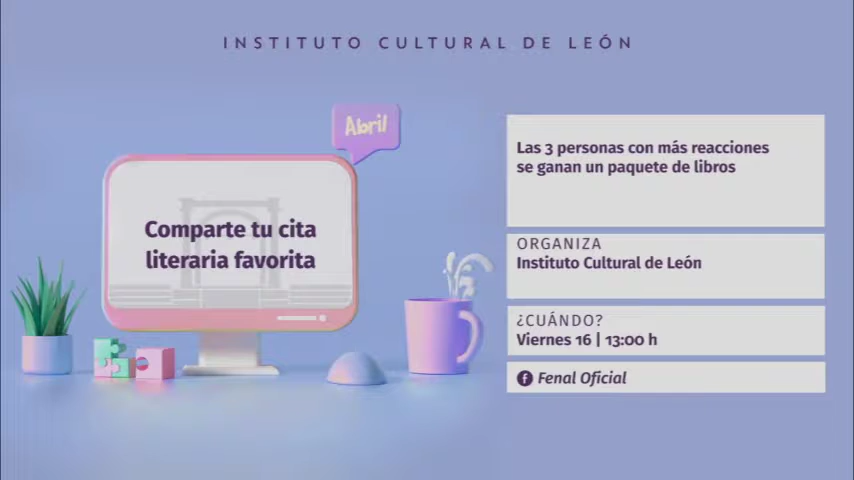 INSTITUTO CULTURAL DE LEÓN
Abril
Comparte tu cita
literaria favorita
Las 3 personas con más reacciones
se ganan un paquete de libros
ORGANIZA
Instituto Cultural de León
¿CUÁNDO?
Viernes 16 | 13:00 h
Fenal Oficial